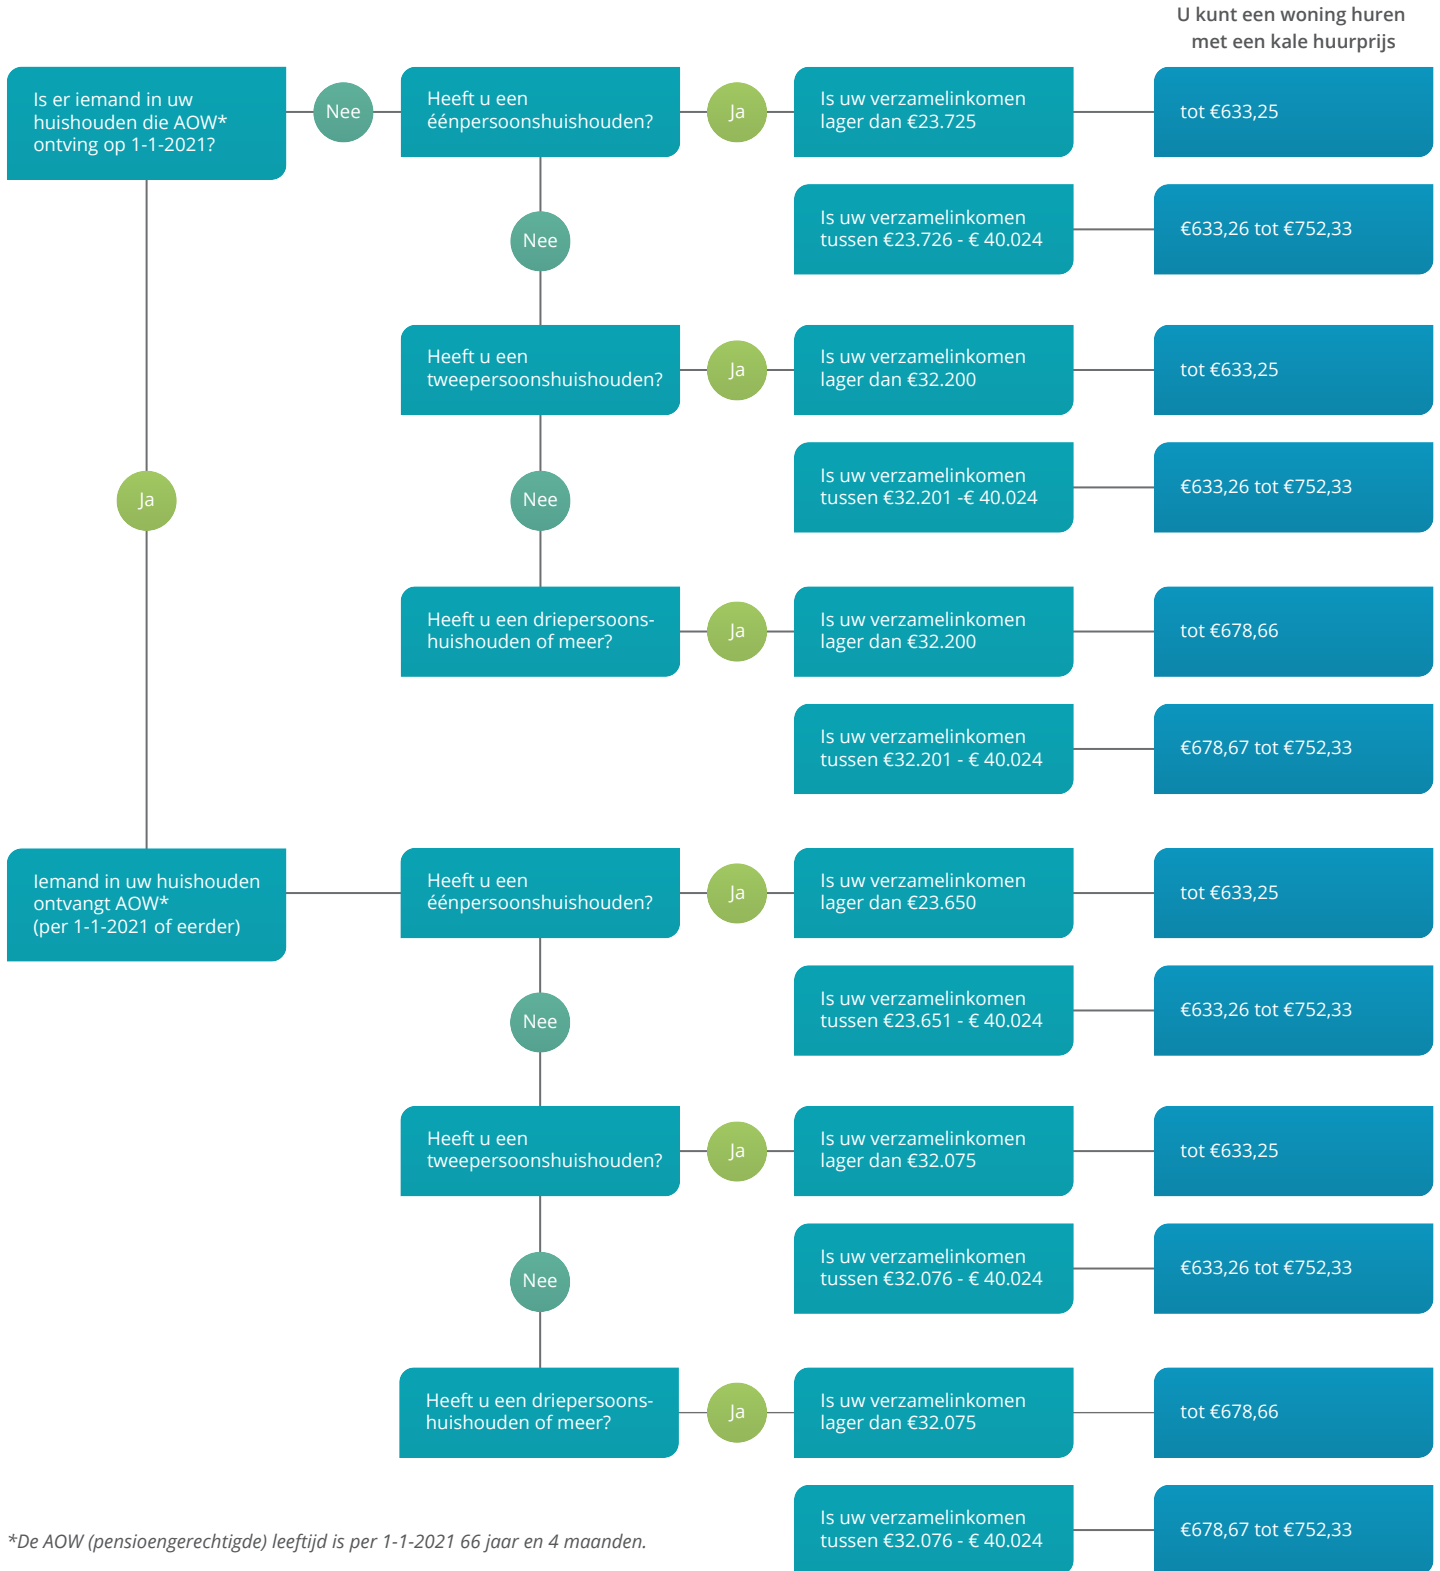 U kunt een woning huren
met een kale huurprijs
Is er iemand in uw
huishouden die AOW*
ontving op 1-1-2021?
Nee
Heeft u een
éénpersoonshuishouden?
Ja
Is uw verzamelinkomen
lager dan €23.725
tot €633,25
Is uw verzamelinkomen
tussen €23.726 - € 40.024
€633,26 tot €752,33
Nee
Heeft u een
tweepersoonshuishouden?
Ja
Is uw verzamelinkomen
lager dan €32.200
tot €633,25
Is uw verzamelinkomen
tussen €32.201 -€ 40.024
€633,26 tot €752,33
Nee
Ja
Heeft u een driepersoons-
huishouden of meer?
Ja
Is uw verzamelinkomen
lager dan €32.200
tot €678,66
Is uw verzamelinkomen
tussen €32.201 - € 40.024
€678,67 tot €752,33
Iemand in uw huishouden
ontvangt AOW*
(per 1-1-2021 of eerder)
Heeft u een
éénpersoonshuishouden?
Ja
Is uw verzamelinkomen
lager dan €23.650
tot €633,25
Is uw verzamelinkomen
tussen €23.651 - € 40.024
€633,26 tot €752,33
Nee
Heeft u een
tweepersoonshuishouden?
Ja
Is uw verzamelinkomen
lager dan €32.075
tot €633,25
Is uw verzamelinkomen
tussen €32.076 - € 40.024
€633,26 tot €752,33
Nee
Heeft u een driepersoons-
huishouden of meer?
Ja
Is uw verzamelinkomen
lager dan €32.075
tot €678,66
Is uw verzamelinkomen
tussen €32.076 - € 40.024
€678,67 tot €752,33
*De AOW (pensioengerechtigde) leeftijd is per 1-1-2021 66 jaar en 4 maanden.